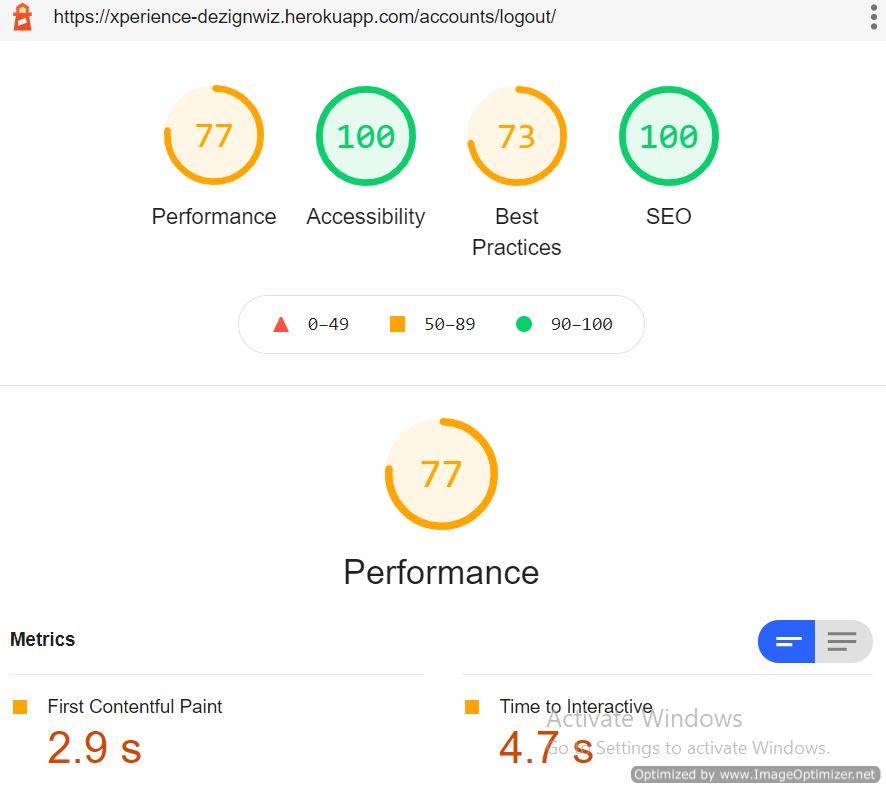 https://xperience-dezignwiz.herokuapp.com/accounts/logout/
77 100 73 100
Performance Accessibility Best Practices SEO
0–49 50–89 90–100
77
Performance
Metrics
First Contentful Paint Time to Interactive
2.9 s 4.7 s
Activate Windows
Go to Settings to activate Windows.
Optimized by www.ImageOptimizer.net